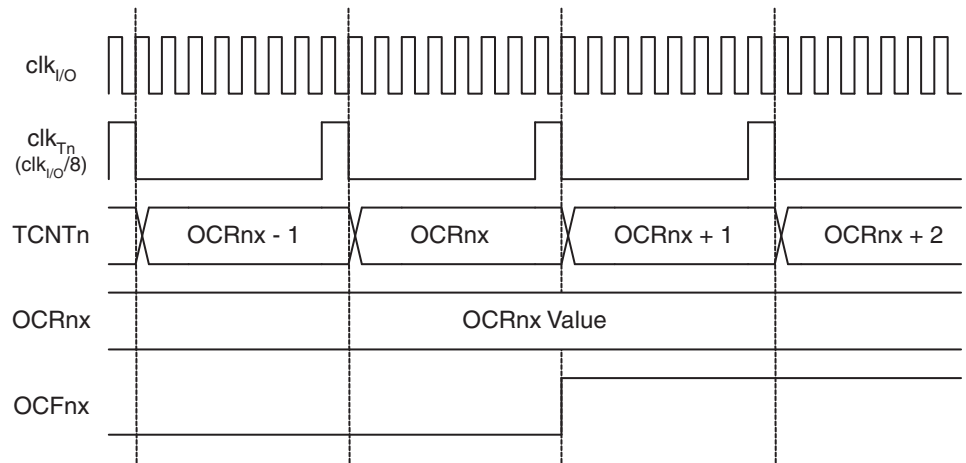 clkI/O
clkTn
(clkI/O/8)
TCNTn
OCRnx - 1
OCRnx
OCRnx + 1
OCRnx + 2
OCRnx
OCRnx Value
OCFnx